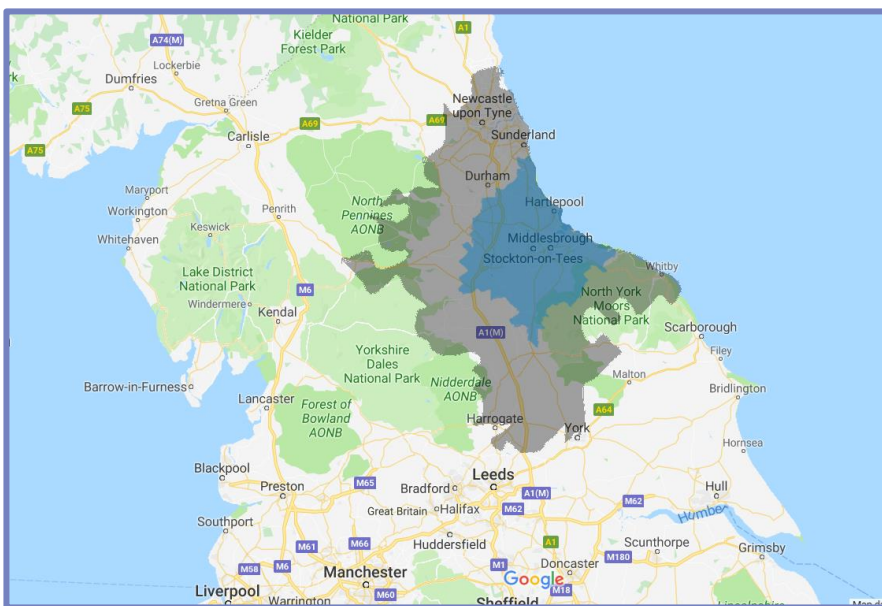 National Park
Kielder
Forest Park
A1
A74(M)
Lockerbie
Dumfries
Gretna Green
A75
A69
A69
Newcastle
upon Tyne
Carlisle
Sunderland
A75
Durham
Maryport
North
Pennines
AONB
Hartlepool
Workington
Penrith
Keswick
Whitehaven
Middlesbrough
Stockton-on-Tees
Lake District
National Park
Whitby
M6
Windermere
North York
Moors
National Park
Kendal
A1(M)
Scarborough
Yorkshire
Dales
National Park
Filey
Barrow-in-Furness
Nidderdale
AONB
Malton
Bridlington
Lancaster
Forest of
Bowland
AONB
A64
Harrogate
York
Hornsea
Blackpool
Leeds
M65
Preston
Bradford
A1(M)
M62
Hull
Great Britain
Halifax
M62
Humber
Southport
M66
M61
Huddersfield
A1
M180
Scunthorpe
Grimsby
M58
M6
Manchester
M1
Google
Doncaster
Liverpool
Warrington
M60
Sheffield
M18
Lincolnshire
Map d